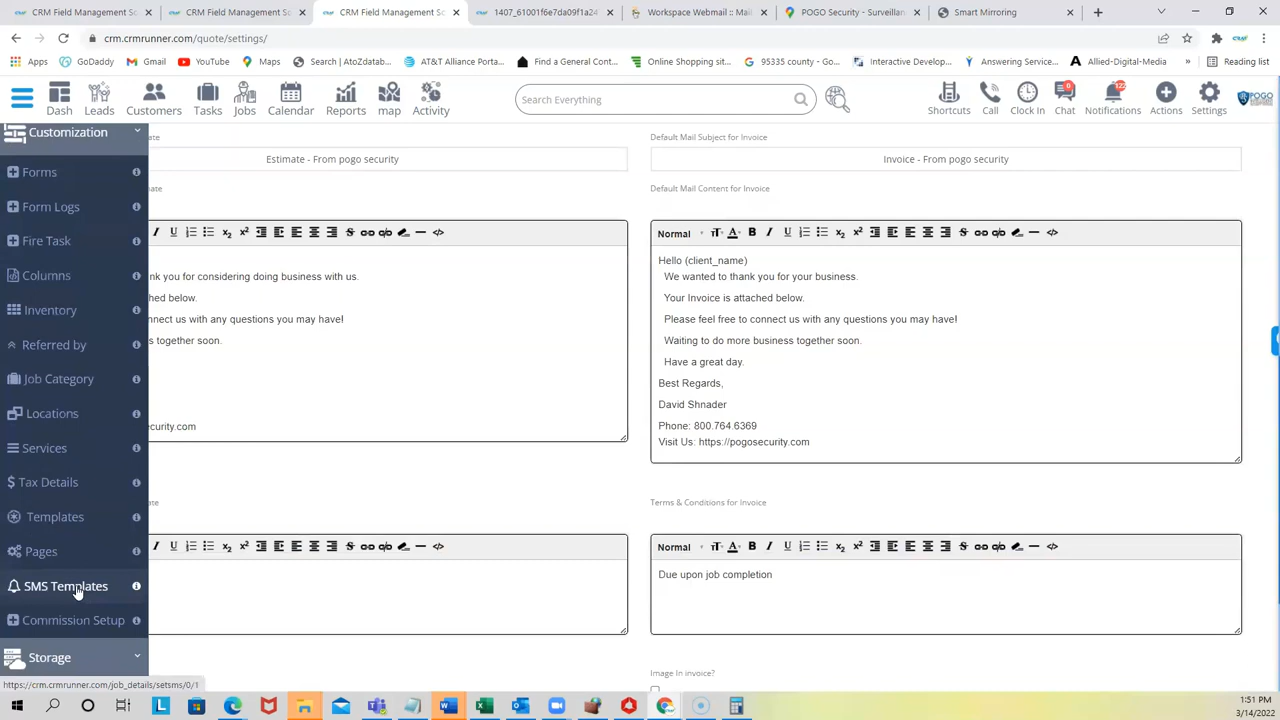 CRM Field Management So
CRM Field Management So
CRM Field Management So
1407_61001f6e7da09f1a24
Workspace Webmail :: Mail
POGO Security - Surveillan
Smart Mirroring
crm.crmrunner.com/quote/settings/
Apps
GoDaddy
Gmail
YouTube
Maps
Search | AtoZdatab...
AT&T Alliance Portal...
Find a General Cont...
Online Shopping sit...
95335 county - Go...
Interactive Develop...
Answering Service...
Allied-Digital-Media
»
Reading list
Dash
Leads
Customers
Tasks
Jobs
Calendar
Reports
map
Activity
Search Everything
Shortcuts
Call
Clock In
0
Chat
122
Notifications
Actions
Settings
POGO
Customization
Forms
Form Logs
Fire Task
Columns
Inventory
Referred by
Job Category
Locations
Services
Tax Details
Templates
Pages
SMS Templates
Commission Setup
Storage
https://crm.crmrunner.com/job_details/setsms/0/1
ate
Estimate - From pogo security
ate
nk you for considering doing business with us.
hed below.
nnect us with any questions you may have!
s together soon.
curity.com
ate
Default Mail Subject for Invoice
Invoice - From pogo security
Default Mail Content for Invoice
Normal
Hello (client_name)
We wanted to thank you for your business.
Your Invoice is attached below.
Please feel free to connect us with any questions you may have!
Waiting to do more business together soon.
Have a great day.
Best Regards,
David Shnader
Phone: 800.764.6369
Visit Us: https://pogosecurity.com
Terms & Conditions for Invoice
Normal
Due upon job completion
Image In invoice?
1:51 PM
3/14/2022